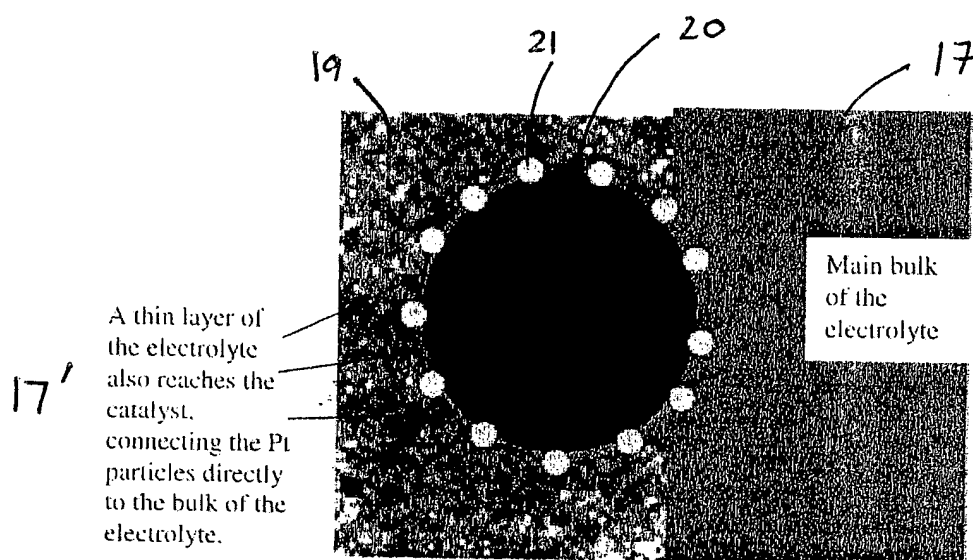 19
21
20
17
Main bulk
of the
electrolyte
17'
A thin layer of
the electrolyte
also reaches the
catalyst,
connecting the Pt
particles directly
to the bulk of the
electrolyte.